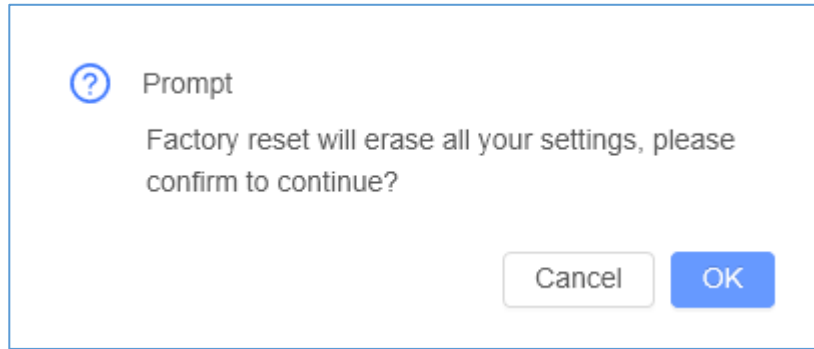 Prompt
Factory reset will erase all your settings, please
confirm to continue?
Cancel
OK